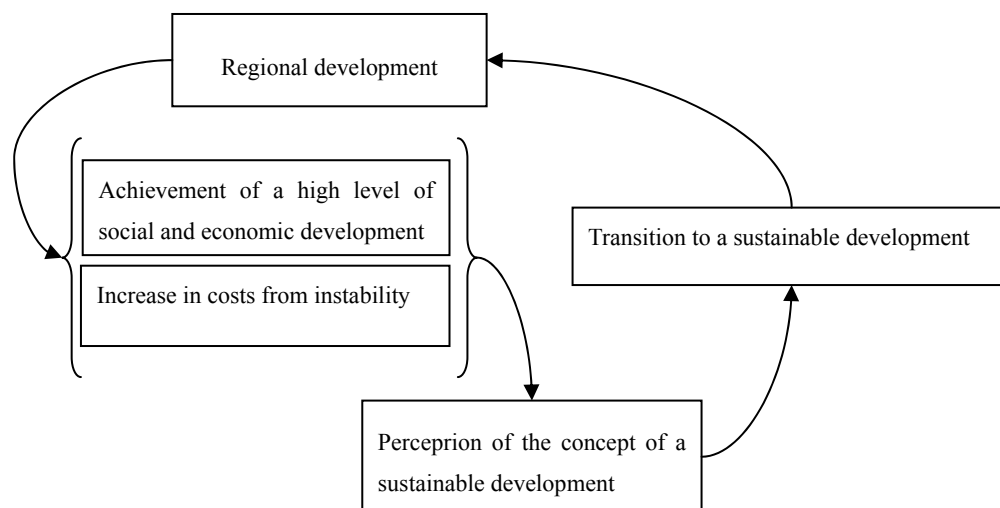 Regional development
Achievement of a high level of
social and economic development
Increase in costs from instability
Transition to a sustainable development
Perceprion of the concept of a
sustainable development